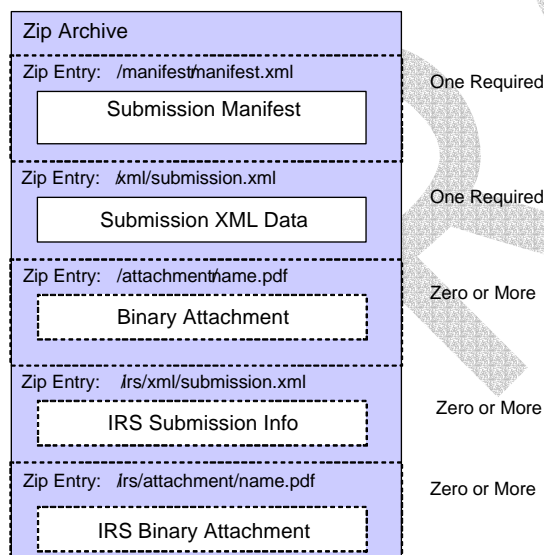 Zip Archive
Zip Entry: /manifest/manifest.xml
One Required
Submission Manifest
Zip Entry: /xml/submission.xml
One Required
Submission XML Data
Zip Entry: /attachment/name.pdf
Zero or More
Binary Attachment
Zip Entry: /irs/xml/submission.xml
Zero or More
IRS Submission Info
Zip Entry: /irs/attachment/name.pdf
Zero or More
IRS Binary Attachment